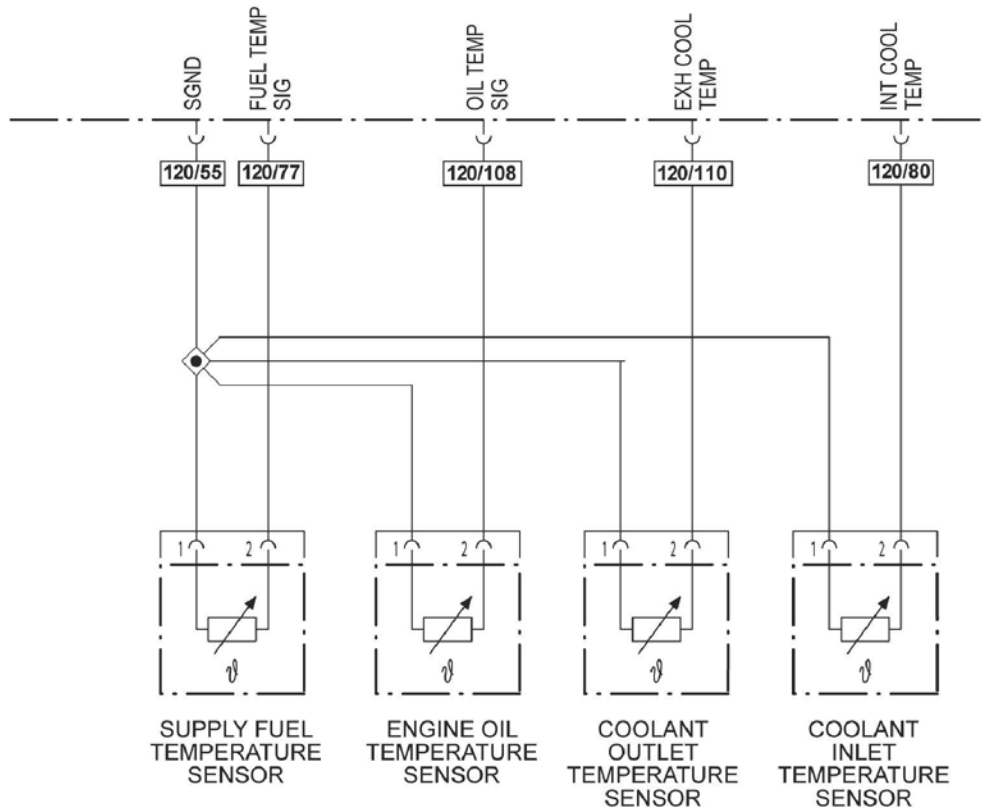 SGND
FUEL TEMP
SIG
OIL TEMP
SIG
EXH COOL
TEMP
INT COOL
TEMP
120/55
120/77
120/108
120/110
120/80
1 2
1 2
1 2
1 2
ϑ
ϑ
ϑ
ϑ
SUPPLY FUEL
TEMPERATURE
SENSOR
ENGINE OIL
TEMPERATURE
SENSOR
COOLANT
OUTLET
TEMPERATURE
SENSOR
COOLANT
INLET
TEMPERATURE
SENSOR